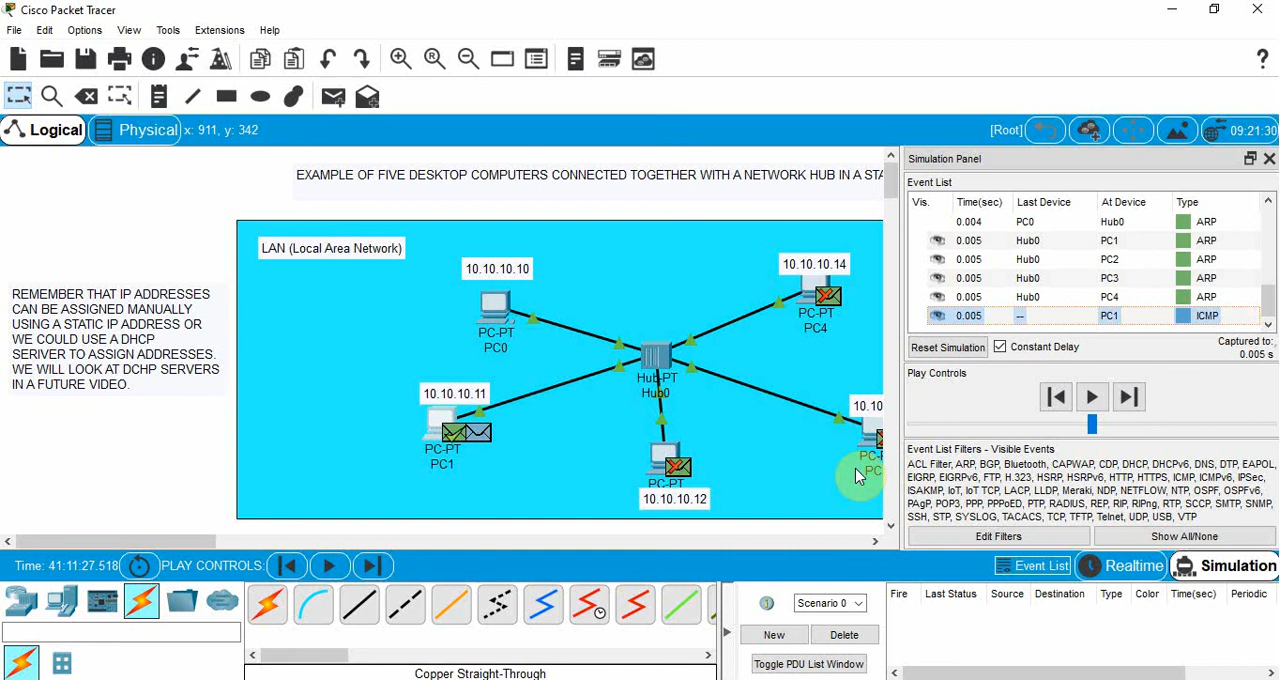 Cisco Packet Tracer
File Edit Options View Tools Extensions Help
Logical Physical x: 911, y: 342 [Root] 09:21:30
EXAMPLE OF FIVE DESKTOP COMPUTERS CONNECTED TOGETHER WITH A NETWORK HUB IN A STA
LAN (Local Area Network)
REMEMBER THAT IP ADDRESSES
CAN BE ASSIGNED MANUALLY
USING A STATIC IP ADDRESS OR
WE COULD USE A DHCP
SERIVER TO ASSIGN ADDRESSES.
WE WILL LOOK AT DCHP SERVERS
IN A FUTURE VIDEO.
10.10.10.10
PC-PT
PC0
10.10.10.14
PC-PT
PC4
Hub-PT
Hub0
10.10.10.11
PC-PT
PC1
10.10
PC-P
PC
PC-PT
10.10.10.12
Simulation Panel
Event List
Vis. Time(sec) Last Device At Device Type
0.004 PC0 Hub0 ARP
0.005 Hub0 PC1 ARP
0.005 Hub0 PC2 ARP
0.005 Hub0 PC3 ARP
0.005 Hub0 PC4 ARP
0.005 -- PC1 ICMP
Reset Simulation Constant Delay Captured to:,
0.005 s
Play Controls
Event List Filters - Visible Events
ACL Filter, ARP, BGP, Bluetooth, CAPWAP, CDP, DHCP, DHCPv6, DNS, DTP, EAPOL,
EIGRP, EIGRPv6, FTP, H.323, HSRP, HSRPv6, HTTP, HTTPS, ICMP, ICMPv6, IPSec,
ISAKMP, IoT, IoT TCP, LACP, LLDP, Meraki, NDP, NETFLOW, NTP, OSPF, OSPFv6,
PAgP, POP3, PPP, PPPoED, PTP, RADIUS, REP, RIP, RIPng, RTP, SCCP, SMTP, SNMP,
SSH, STP, SYSLOG, TACACS, TCP, TFTP, Telnet, UDP, USB, VTP
Edit Filters Show All/None
Time: 41:11:27.518 PLAY CONTROLS: Event List Realtime Simulation
Scenario 0
New Delete
Toggle PDU List Window
Fire Last Status Source Destination Type Color Time(sec) Periodic
Copper Straight-Through